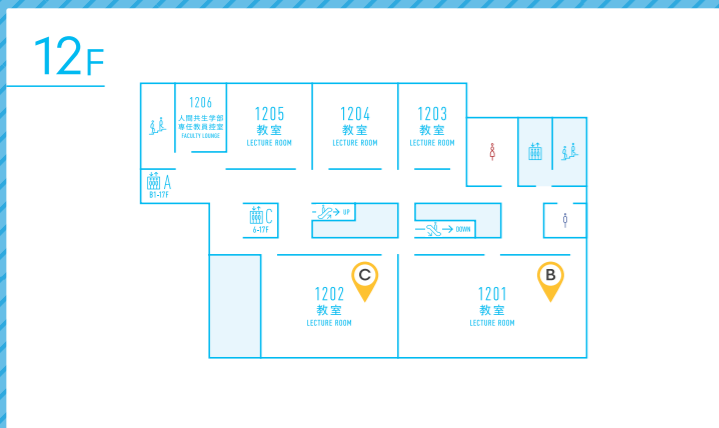 12F
1206
人間共生学部
専任教員控室
FACULTY LOUNGE
1205
教室
LECTURE ROOM
1204
教室
LECTURE ROOM
1203
教室
LECTURE ROOM
A
B1-17F
C
6-17F
UP
DOWN
C
1202
教室
LECTURE ROOM
B
1201
教室
LECTURE ROOM